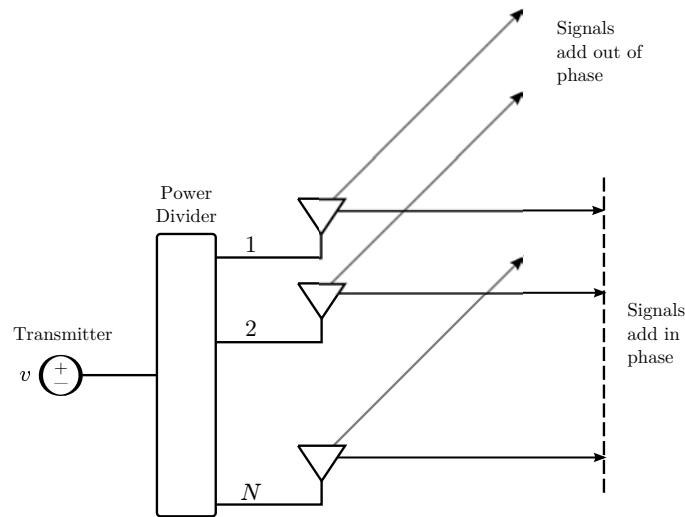 Signals
add out of
phase
Power
Divider
1
2
Transmitter
v
+
−
Signals
add in
phase
N